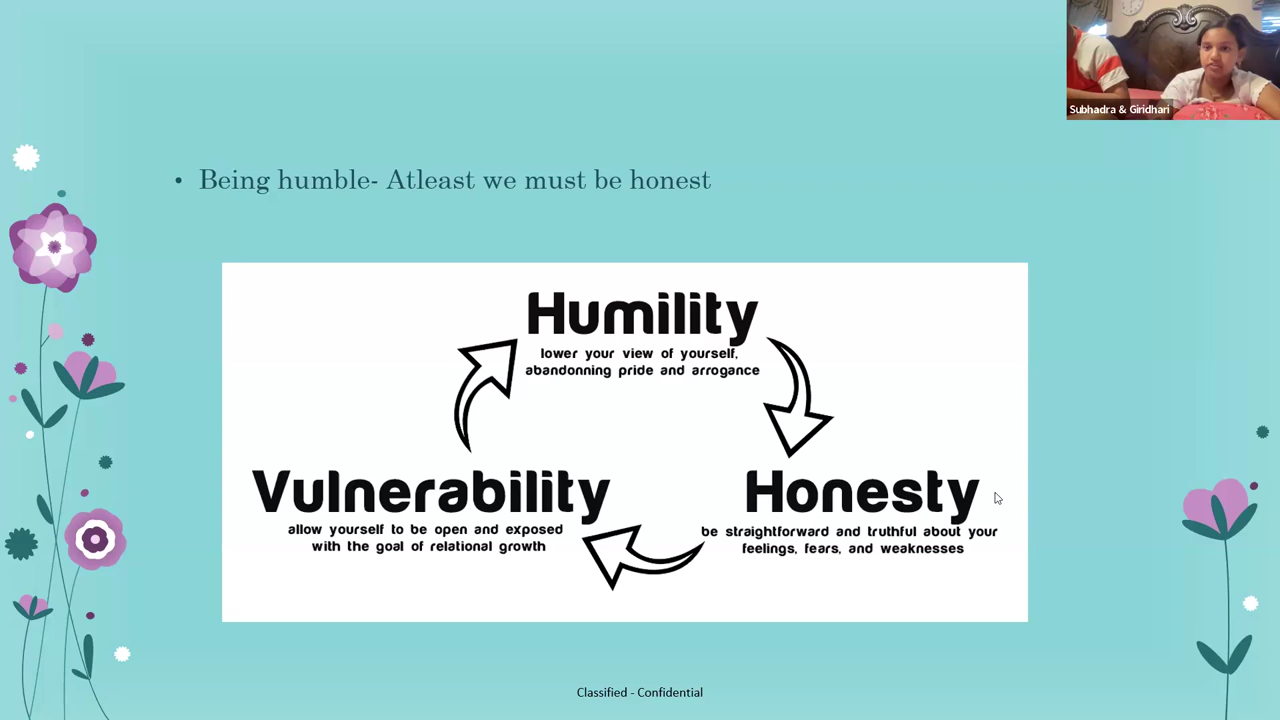 Subhadra & Giridhari
• Being humble- Atleast we must be honest
Humility
lower your view of yourself,
abandonning pride and arrogance
Vulnerability
allow yourself to be open and exposed
with the goal of relational growth
Honesty
be straightforward and truthful about your
feelings, fears, and weaknesses
Classified - Confidential